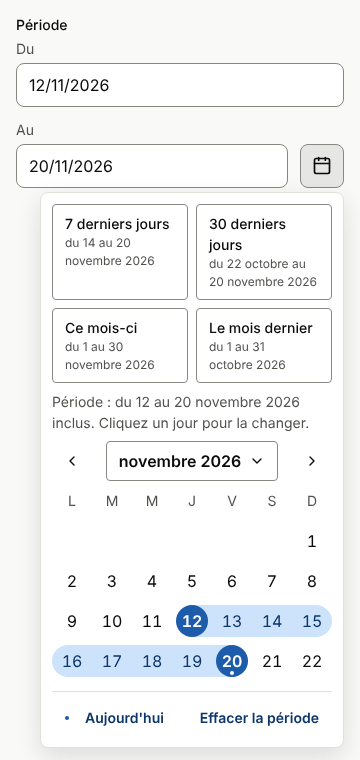 Période
Du
12/11/2026
Au
20/11/2026
7 derniers jours
du 14 au 20
novembre 2026
30 derniers
jours
du 22 octobre au
20 novembre 2026
Ce mois-ci
du 1 au 30
novembre 2026
Le mois dernier
du 1 au 31
octobre 2026
Période : du 12 au 20 novembre 2026
inclus. Cliquez un jour pour la changer.
novembre 2026
L M M J V S D
1
2 3 4 5 6 7 8
9 10 11 12 13 14 15
16 17 18 19 20 21 22
Aujourd'hui Effacer la période